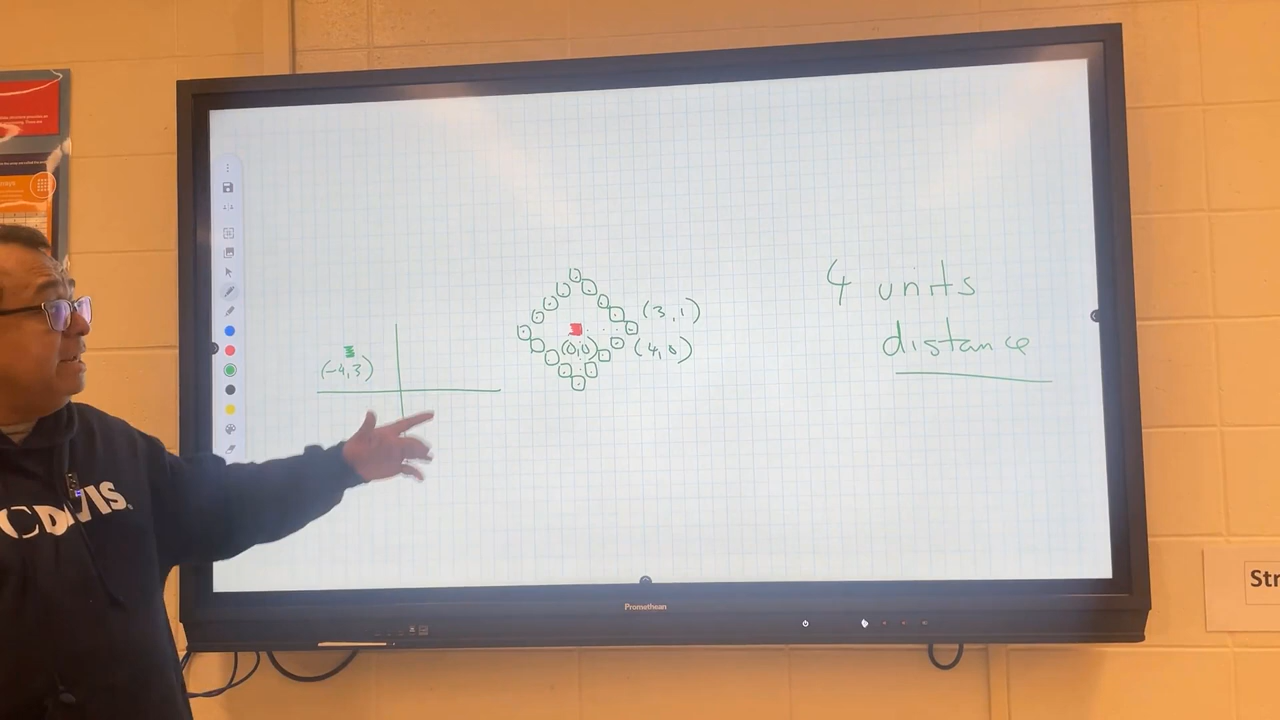 4 units
distance
(3,1)
(0,0)
(4,0)
(-4,3)
Promethean
CDAVIS.
Str